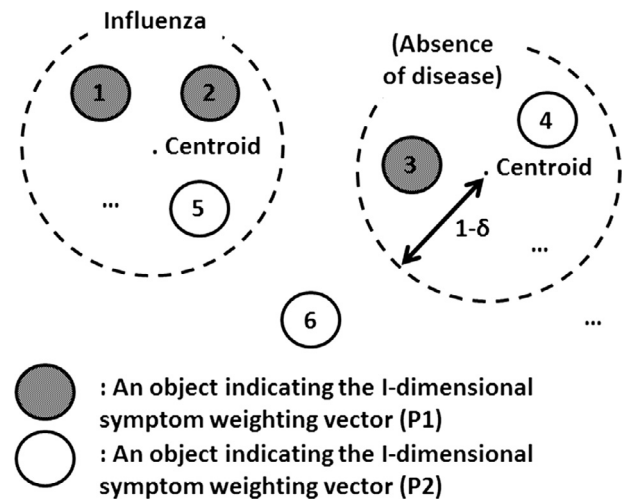 Influenza
(Absence
of disease)
1
2
4
. Centroid
3
. Centroid
...
5
1-δ
...
6
...
: An object indicating the I-dimensional
symptom weighting vector (P1)
: An object indicating the I-dimensional
symptom weighting vector (P2)